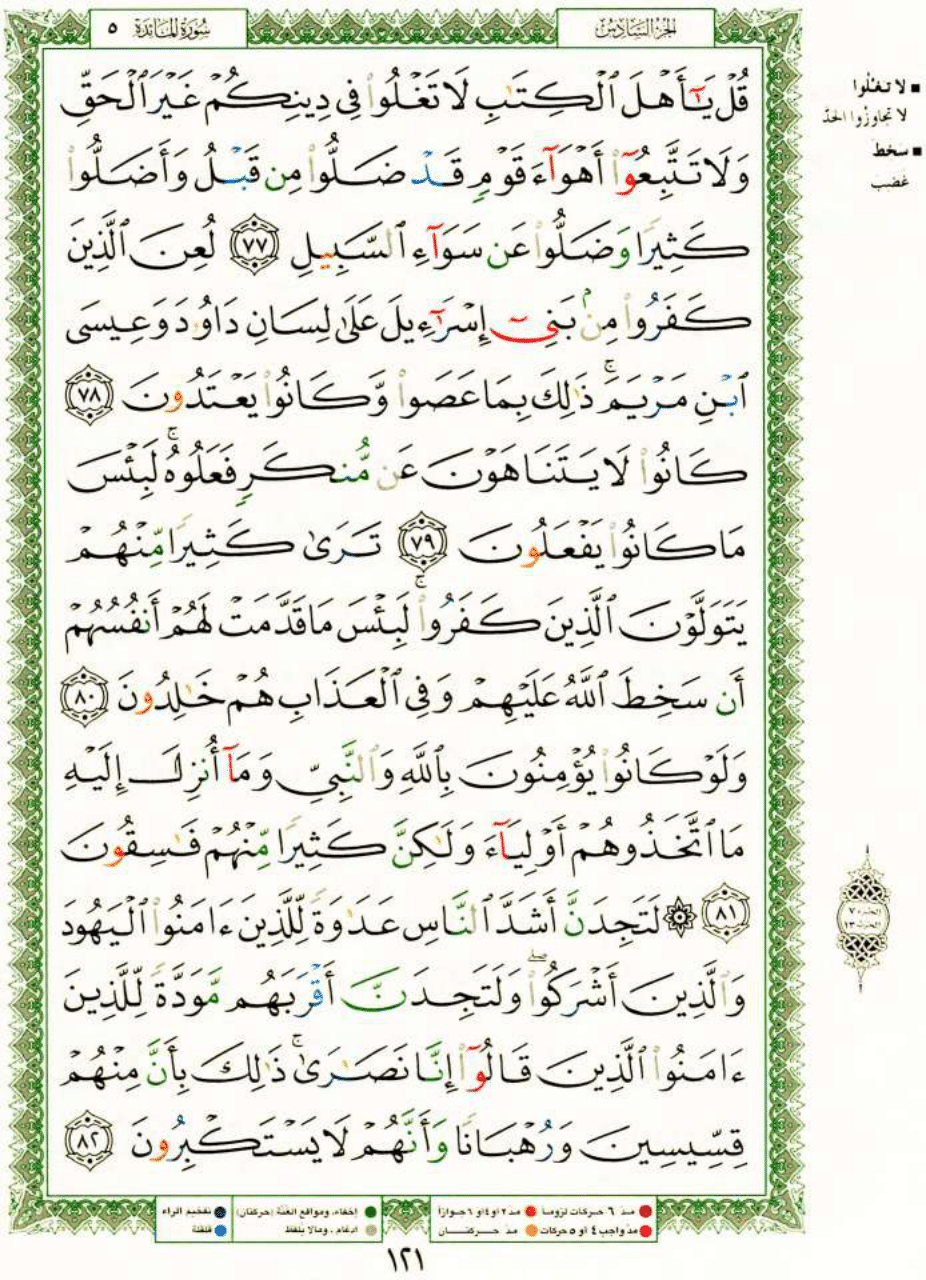 الجزء السادس
سورة المائدة ٥
قُلْ يَٰٓأَهْلَ ٱلْكِتَٰبِ لَا تَغْلُوا۟ فِى دِينِكُمْ غَيْرَ ٱلْحَقِّ
وَلَا تَتَّبِعُوٓا۟ أَهْوَآءَ قَوْمٍ قَدْ ضَلُّوا۟ مِن قَبْلُ وَأَضَلُّوا۟
كَثِيرًا وَضَلُّوا۟ عَن سَوَآءِ ٱلسَّبِيلِ ٧٧ لُعِنَ ٱلَّذِينَ
كَفَرُوا۟ مِنۢ بَنِىٓ إِسْرَٰٓءِيلَ عَلَىٰ لِسَانِ دَاوُۥدَ وَعِيسَى
ٱبْنِ مَرْيَمَ ۚ ذَٰلِكَ بِمَا عَصَوا۟ وَّكَانُوا۟ يَعْتَدُونَ ٧٨
كَانُوا۟ لَا يَتَنَاهَوْنَ عَن مُّنكَرٍ فَعَلُوهُ ۚ لَبِئْسَ
مَا كَانُوا۟ يَفْعَلُونَ ٧٩ تَرَىٰ كَثِيرًا مِّنْهُمْ
يَتَوَلَّوْنَ ٱلَّذِينَ كَفَرُوا۟ ۚ لَبِئْسَ مَا قَدَّمَتْ لَهُمْ أَنفُسُهُمْ
أَن سَخِطَ ٱللَّهُ عَلَيْهِمْ وَفِى ٱلْعَذَابِ هُمْ خَٰلِدُونَ ٨٠
وَلَوْ كَانُوا۟ يُؤْمِنُونَ بِٱللَّهِ وَٱلنَّبِىِّ وَمَآ أُنزِلَ إِلَيْهِ
مَا ٱتَّخَذُوهُمْ أَوْلِيَآءَ وَلَٰكِنَّ كَثِيرًا مِّنْهُمْ فَٰسِقُونَ
٨١ ۞ لَتَجِدَنَّ أَشَدَّ ٱلنَّاسِ عَدَٰوَةً لِّلَّذِينَ ءَامَنُوا۟ ٱلْيَهُودَ
وَٱلَّذِينَ أَشْرَكُوا۟ ۖ وَلَتَجِدَنَّ أَقْرَبَهُم مَّوَدَّةً لِّلَّذِينَ
ءَامَنُوا۟ ٱلَّذِينَ قَالُوٓا۟ إِنَّا نَصَٰرَىٰ ۚ ذَٰلِكَ بِأَنَّ مِنْهُمْ
قِسِّيسِينَ وَرُهْبَانًا وَأَنَّهُمْ لَا يَسْتَكْبِرُونَ ٨٢
■ لا تغلوا
لا تجاوزوا الحدّ
■ سخط
غضب
الحزب ١٣
مدّ ٦ حركات لزوماً ● مدّ ٢ أو ٤ أو ٦ جوازاً
مدّ واجب ٤ أو ٥ حركات ● مدّ حركتان
إخفاء، ومواقع الغنّة (حركتان)
ادغام، ومالا يلفظ
تفخيم الراء
قلقلة
١٢١